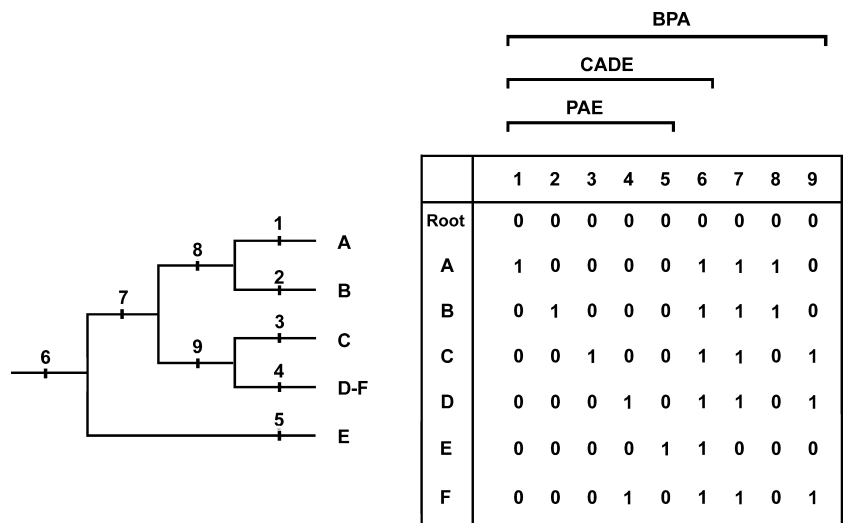 BPA
CADE
PAE
1 2 3 4 5 6 7 8 9
Root 0 0 0 0 0 0 0 0 0
A 1 0 0 0 0 1 1 1 0
B 0 1 0 0 0 1 1 1 0
C 0 0 1 0 0 1 1 0 1
D 0 0 0 1 0 1 1 0 1
E 0 0 0 0 1 1 0 0 0
F 0 0 0 1 0 1 1 0 1
1
A
8
2
B
7
3
C
9
4
D-F
6
5
E